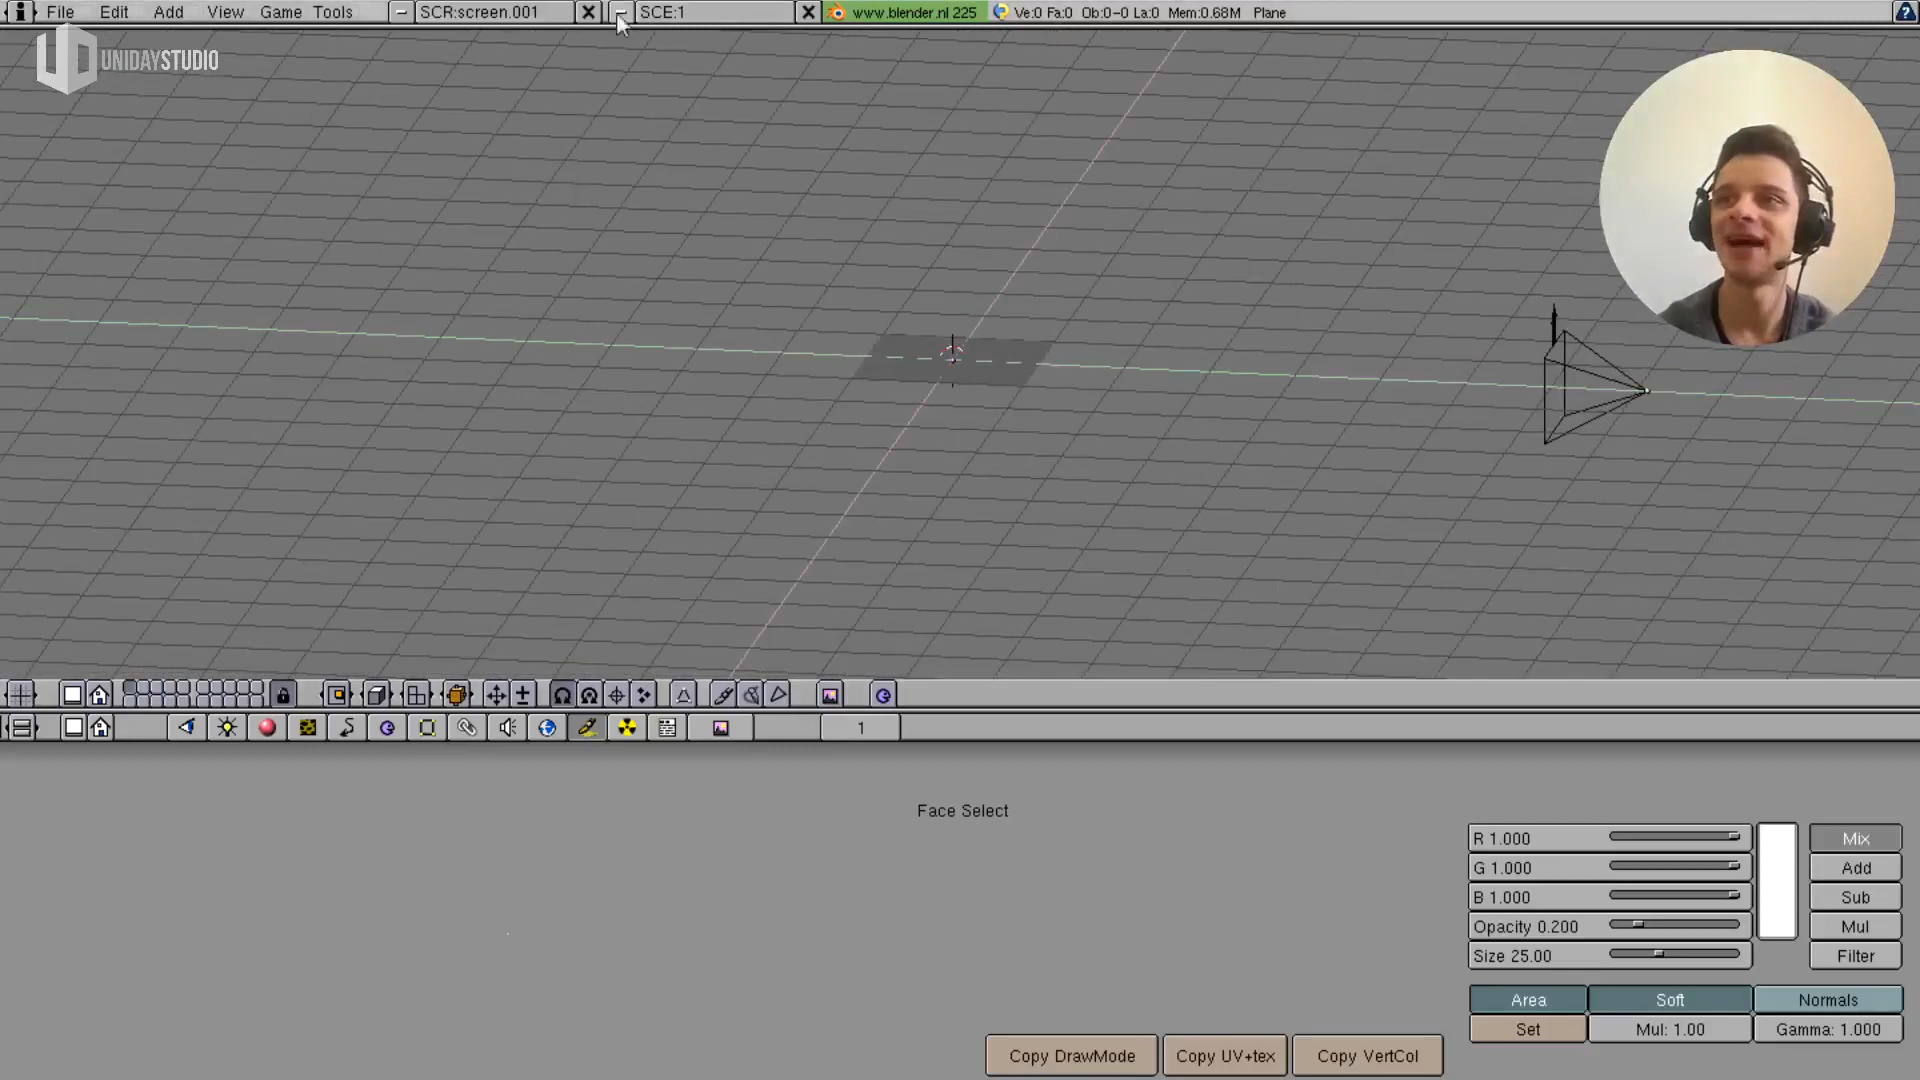 File Edit Add View Game Tools SCR:screen.001 SCE:1 www.blender.nl 225 Ve:0 Fa:0 Ob:0-0 La:0 Mem:0.68M Plane
UNIDAYSTUDIO
1
Face Select
R 1.000 Mix
G 1.000 Add
B 1.000 Sub
Opacity 0.200 Mul
Size 25.00 Filter
Area Soft Normals
Set Mul: 1.00 Gamma: 1.000
Copy DrawMode Copy UV+tex Copy VertCol